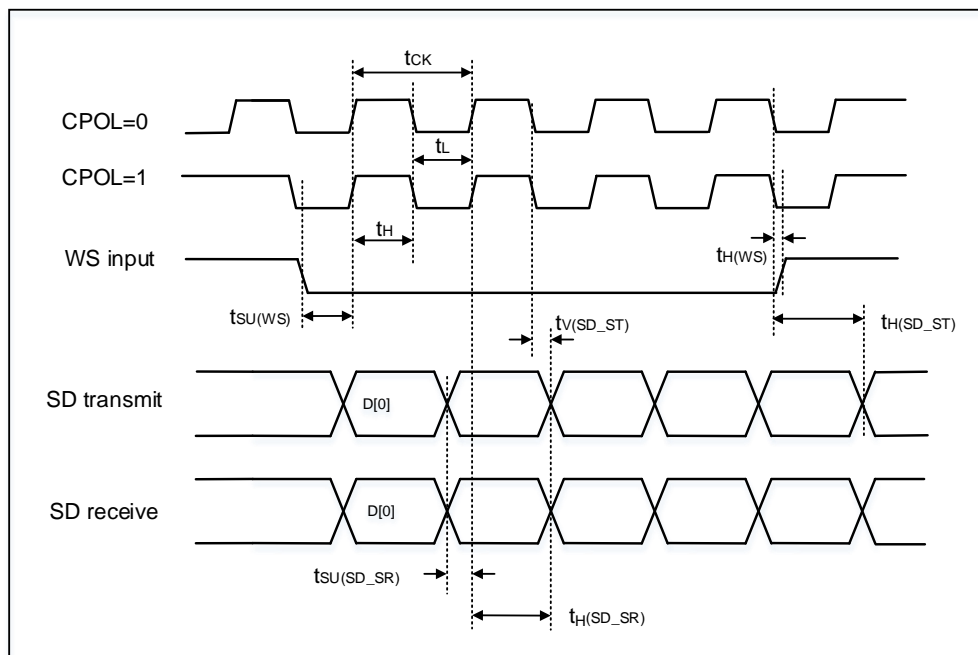 tCK
CPOL=0
tL
CPOL=1
tH
tH(WS)
WS input
tSU(WS)
tV(SD_ST)
tH(SD_ST)
SD transmit
D[0]
SD receive
D[0]
tSU(SD_SR)
tH(SD_SR)